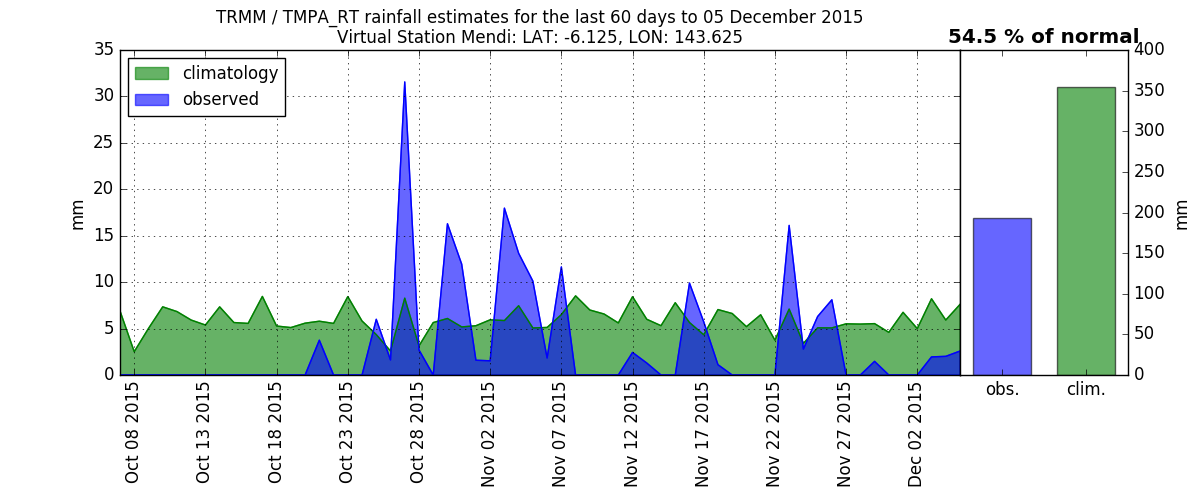 TRMM / TMPA_RT rainfall estimates for the last 60 days to 05 December 2015
Virtual Station Mendi: LAT: -6.125, LON: 143.625
54.5 % of normal
climatology
observed
35
30
25
20
15
10
5
0
mm
Oct 08 2015
Oct 13 2015
Oct 18 2015
Oct 23 2015
Oct 28 2015
Nov 02 2015
Nov 07 2015
Nov 12 2015
Nov 17 2015
Nov 22 2015
Nov 27 2015
Dec 02 2015
400
350
300
250
200
150
100
50
0
mm
obs.
clim.